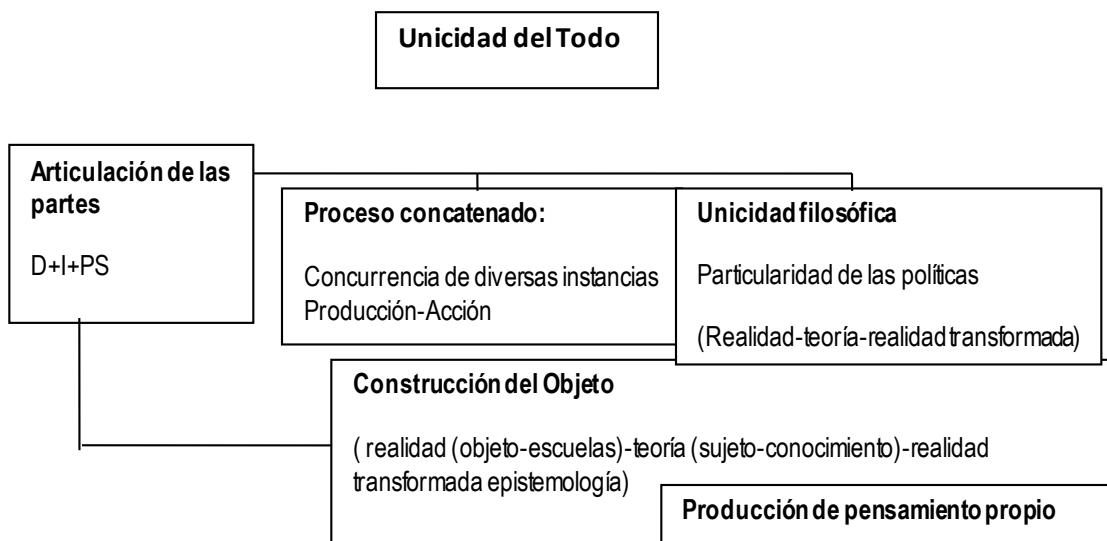 Unicidad del Todo
Articulación de las
partes
D+I+PS
Proceso concatenado:
Concurrencia de diversas instancias
Producción-Acción
Unicidad filosófica
Particularidad de las políticas
(Realidad-teoría-realidad transformada)
Construcción del Objeto
( realidad (objeto-escuelas)-teoría (sujeto-conocimiento)-realidad
transformada epistemología)
Producción de pensamiento propio